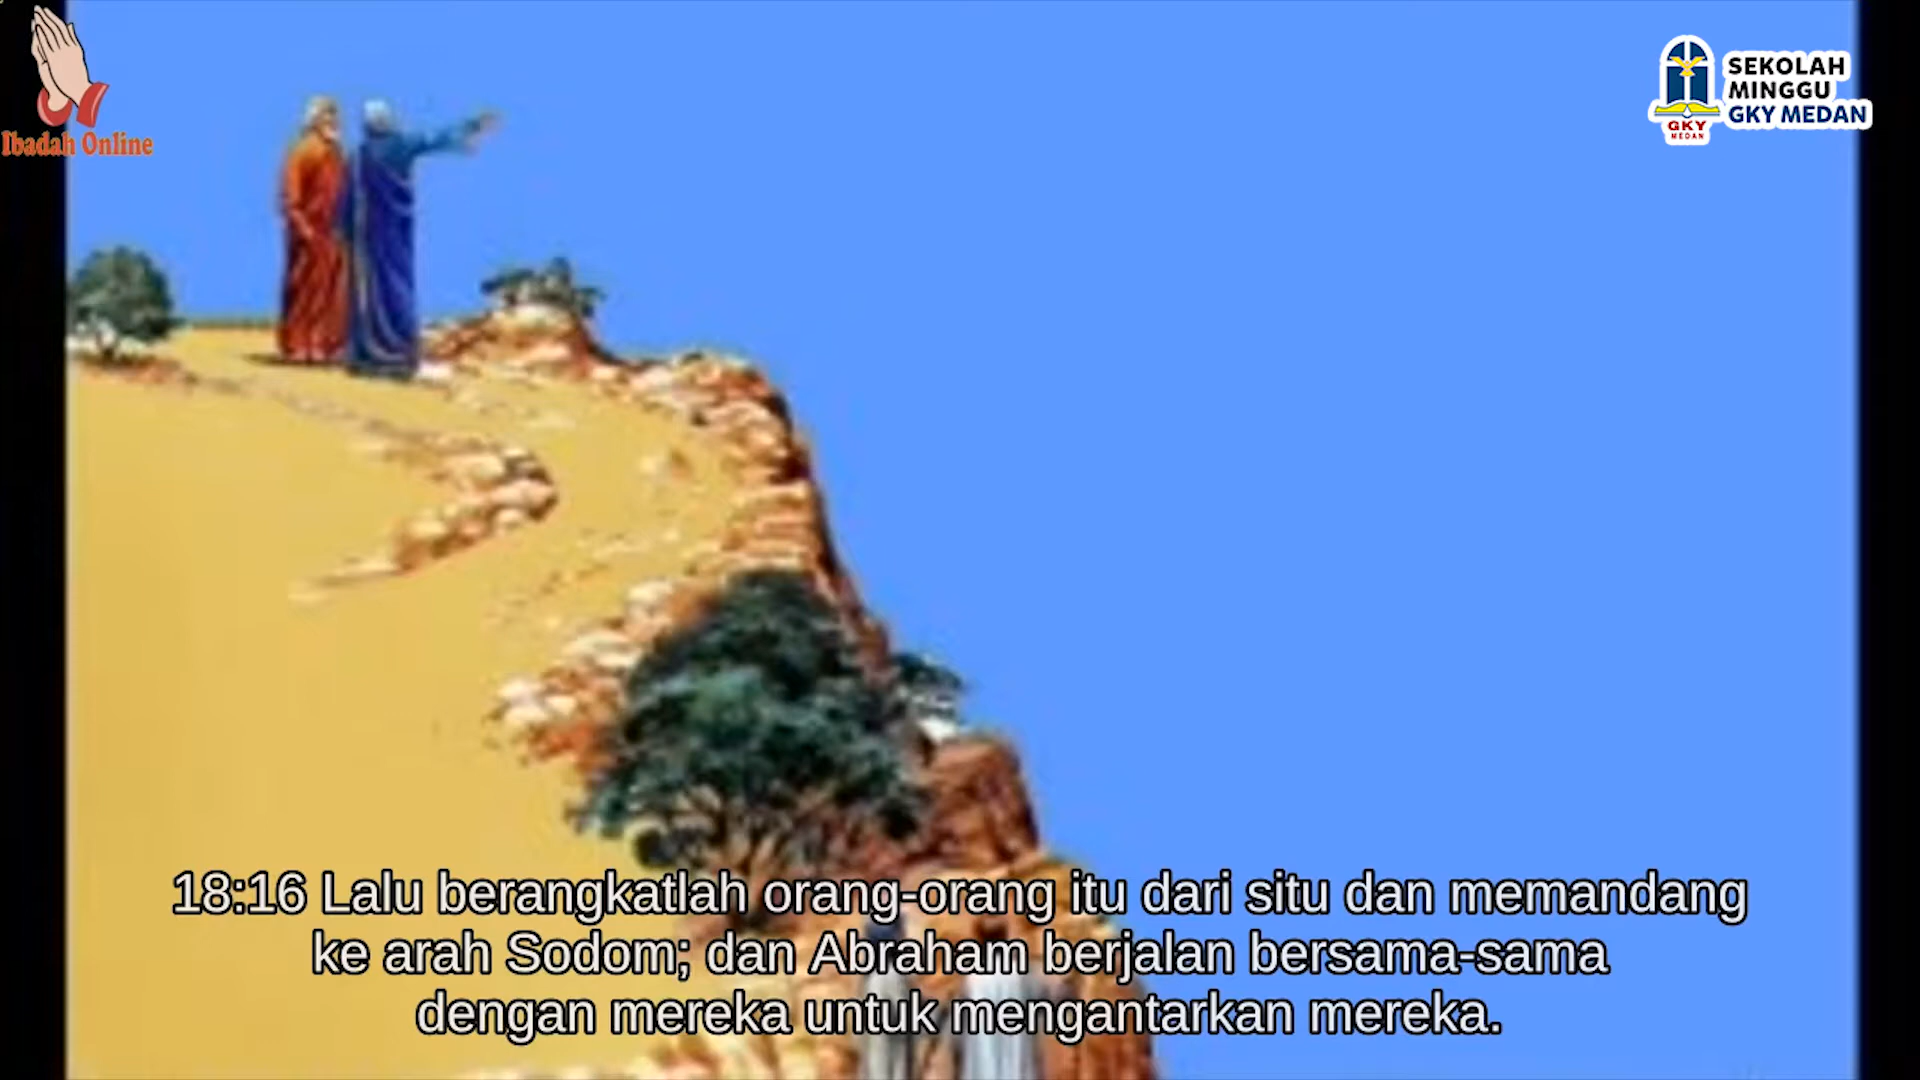 Ibadah Online
SEKOLAH
MINGGU
GKY MEDAN
GKY
MEDAN
18:16 Lalu berangkatlah orang-orang itu dari situ dan memandang
ke arah Sodom; dan Abraham berjalan bersama-sama
dengan mereka untuk mengantarkan mereka.